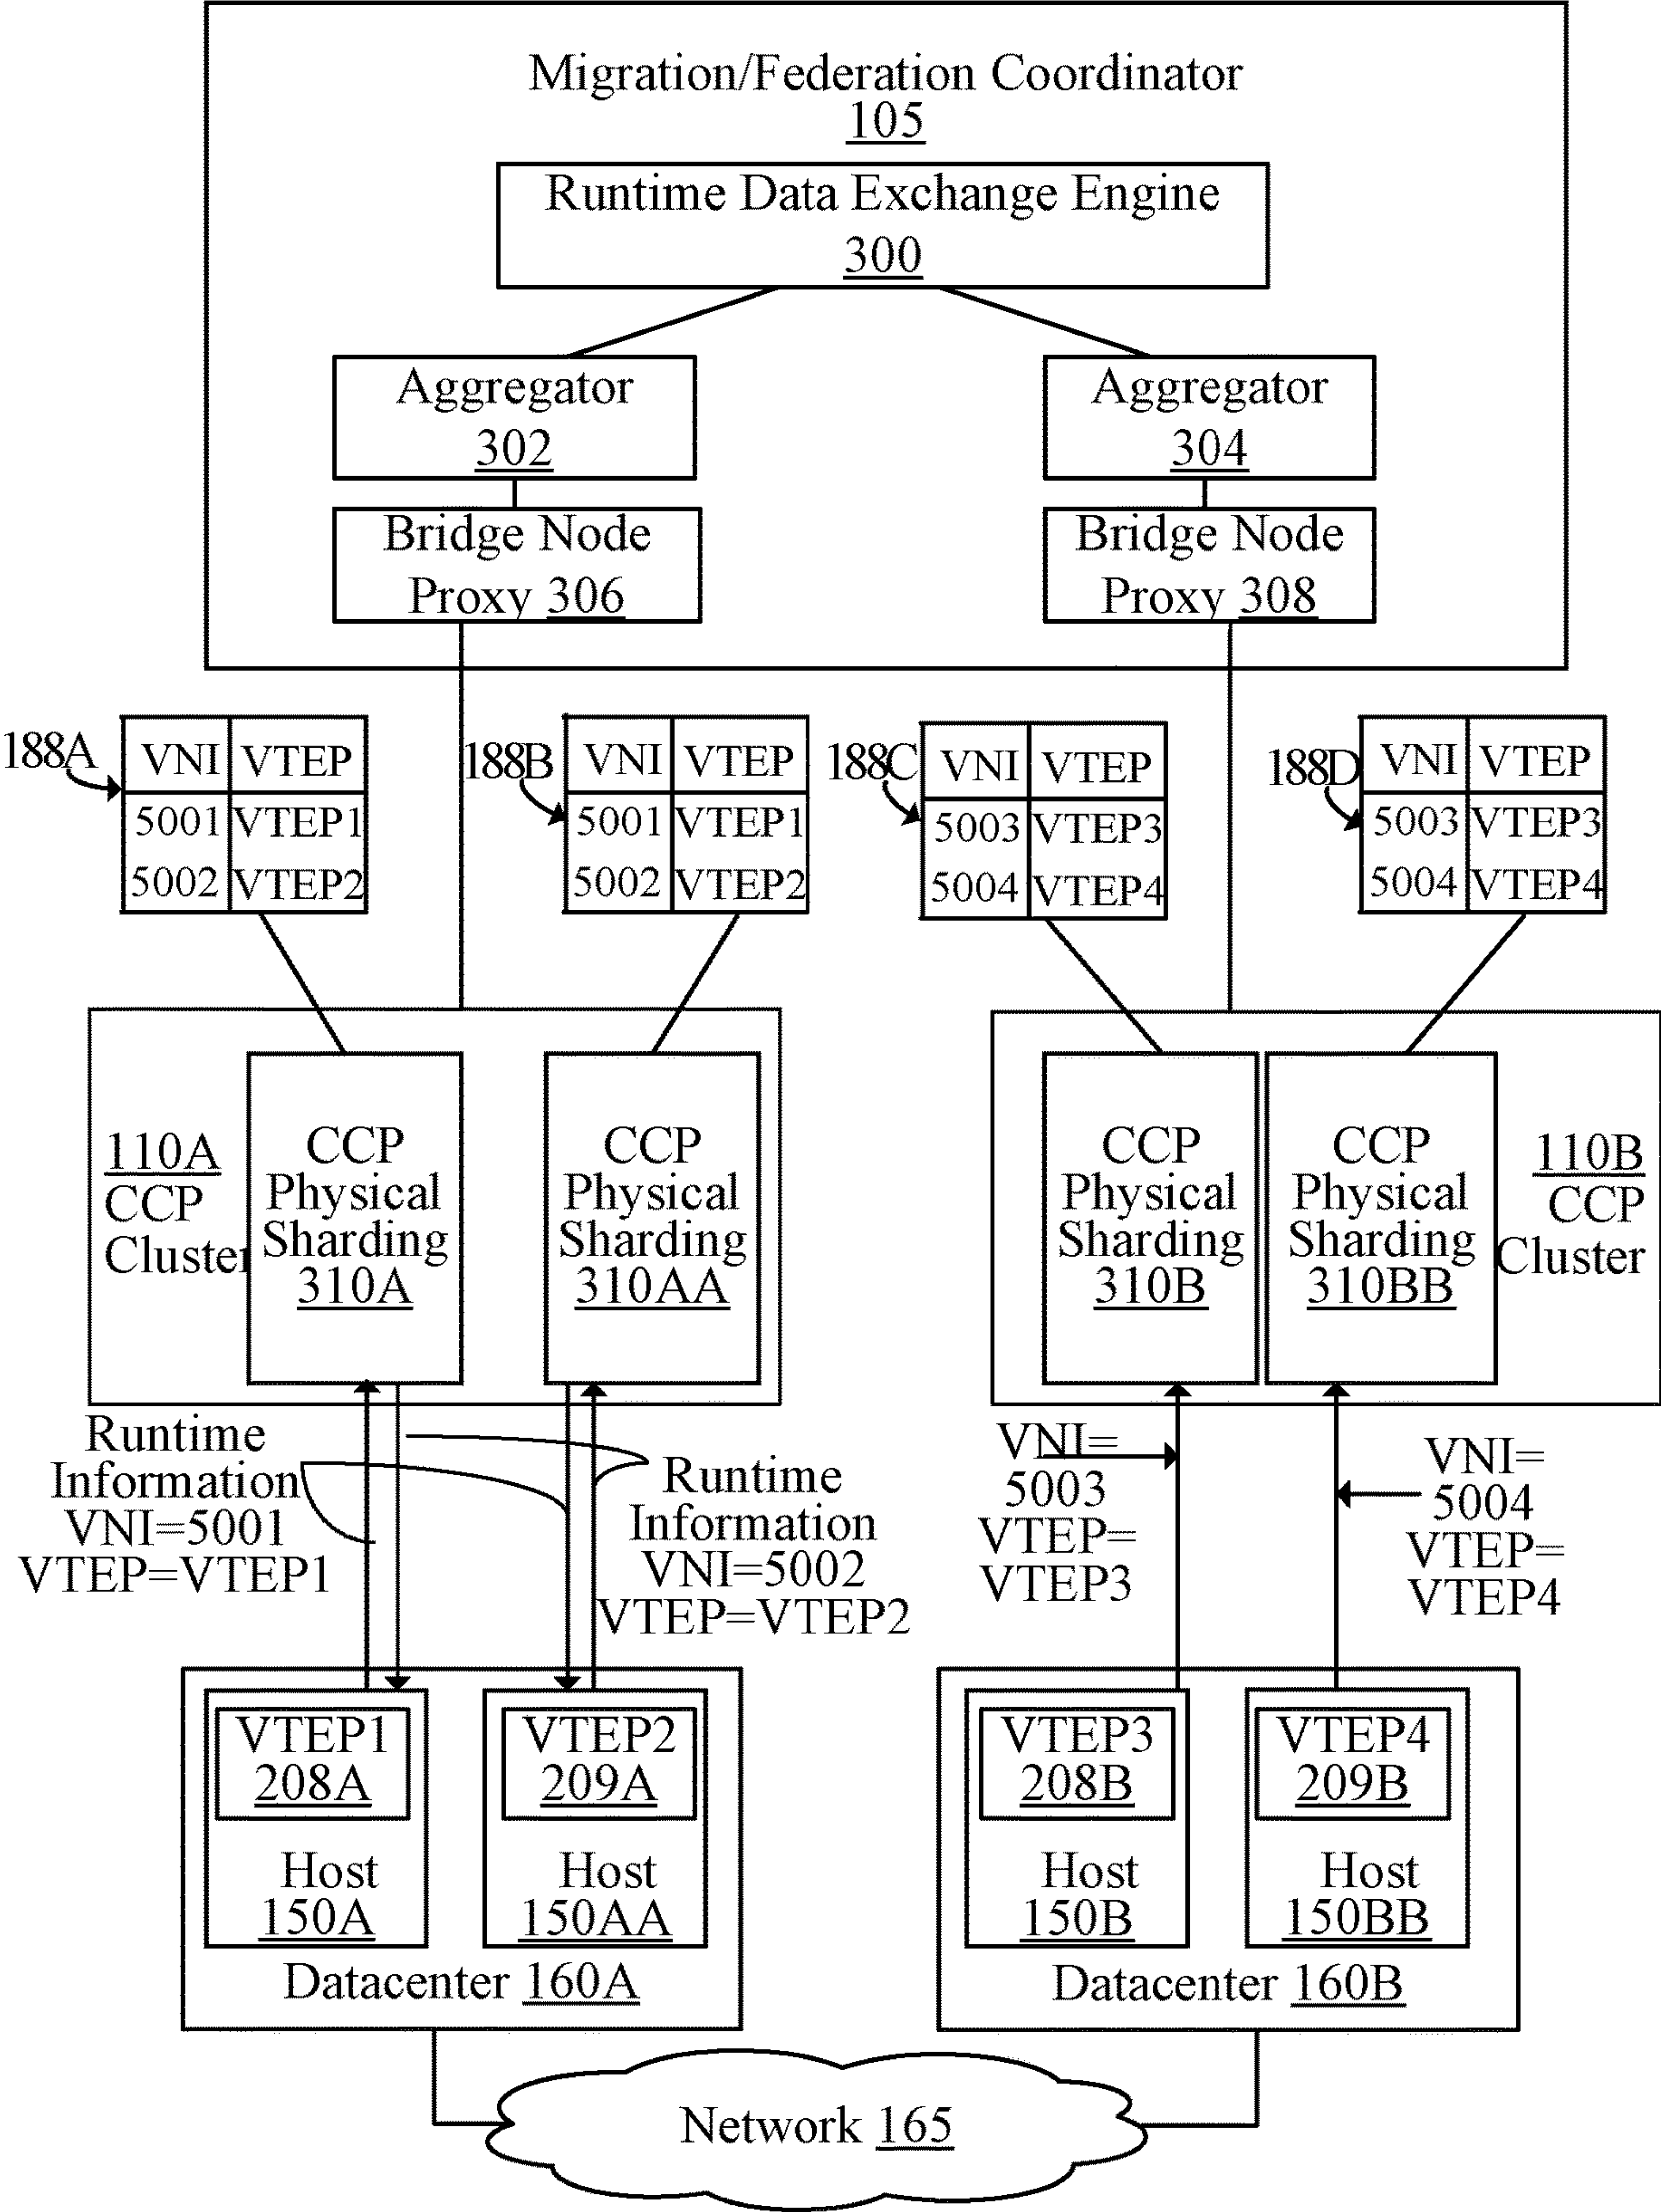 Migration/Federation Coordinator
105
Runtime Data Exchange Engine
300
Aggregator
302
Aggregator
304
Bridge Node
Proxy 306
Bridge Node
Proxy 308
188A
VNI VTEP
5001 VTEP1
5002 VTEP2
188B
VNI VTEP
5001 VTEP1
5002 VTEP2
188C
VNI VTEP
5003 VTEP3
5004 VTEP4
188D
VNI VTEP
5003 VTEP3
5004 VTEP4
110A
CCP
Cluster
CCP
Physical
Sharding
310A
CCP
Physical
Sharding
310AA
CCP
Physical
Sharding
310B
CCP
Physical
Sharding
310BB
110B
CCP
Cluster
Runtime
Information
VNI=5001
VTEP=VTEP1
Runtime
Information
VNI=5002
VTEP=VTEP2
VNI=
5003
VTEP=
VTEP3
VNI=
5004
VTEP=
VTEP4
VTEP1
208A
Host
150A
VTEP2
209A
Host
150AA
Datacenter 160A
VTEP3
208B
Host
150B
VTEP4
209B
Host
150BB
Datacenter 160B
Network 165